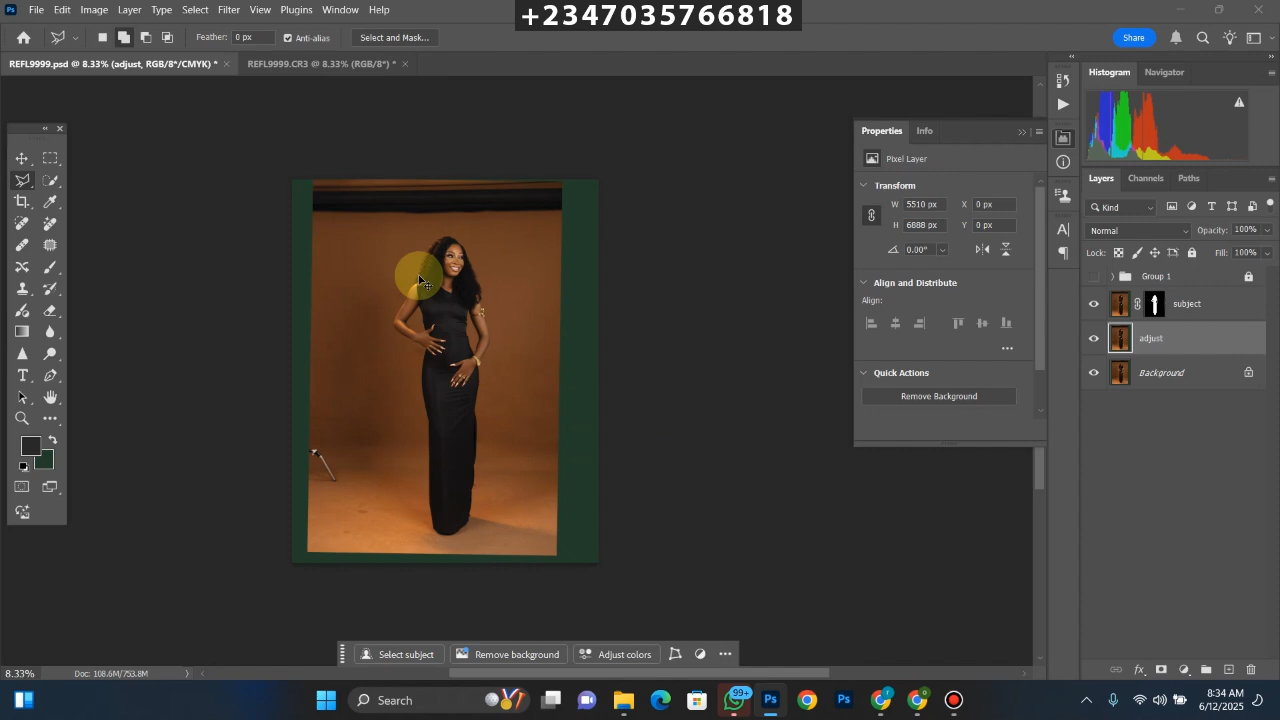 +2347035766818
Ps File Edit Image Layer Type Select Filter View Plugins Window Help
Feather: 0 px Anti-alias Select and Mask... Share
REFL9999.psd @ 8.33% (adjust, RGB/8*/CMYK) * × REFL9999.CR3 @ 8.33% (RGB/8*) * ×
Histogram Navigator
Properties Info
Pixel Layer
Transform
W 5510 px X 0 px
H 6888 px Y 0 px
0.00°
Align and Distribute
Align:
Quick Actions
Remove Background
Layers Channels Paths
Kind
Normal Opacity: 100%
Lock: Fill: 100%
Group 1
subject
adjust
Background
Select subject Remove background Adjust colors
8.33% Doc: 108.6M/753.8M
Search 99+ Ps Ps
8:34 AM
6/12/2025